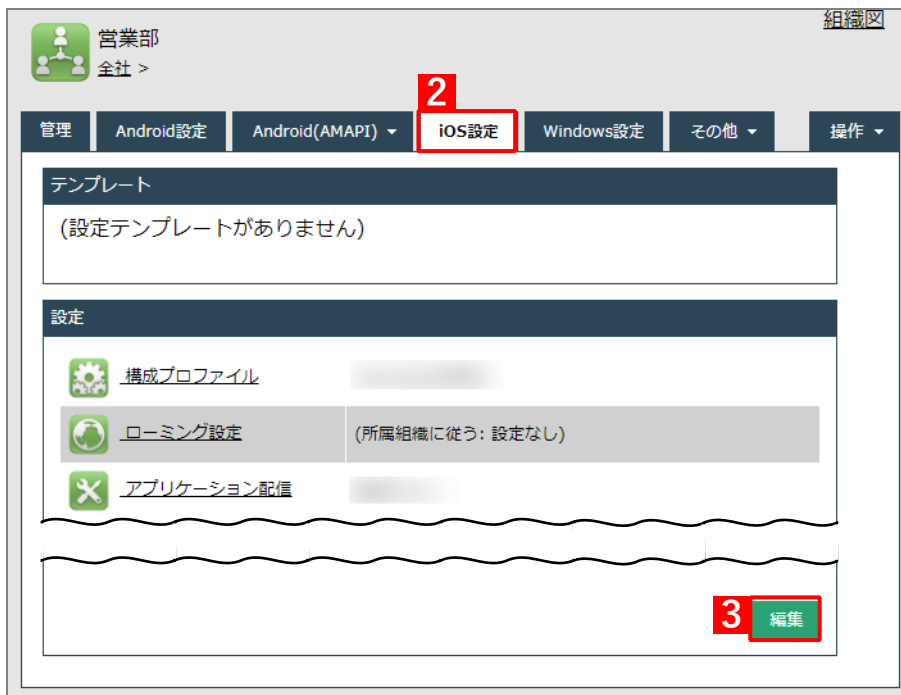 組織図
営業部
全社 >
2
管理 Android設定 Android(AMAPI) ▼ iOS設定 Windows設定 その他 ▼ 操作 ▼
テンプレート
(設定テンプレートがありません)
設定
構成プロファイル
ローミング設定 (所属組織に従う: 設定なし)
アプリケーション配信
3 編集